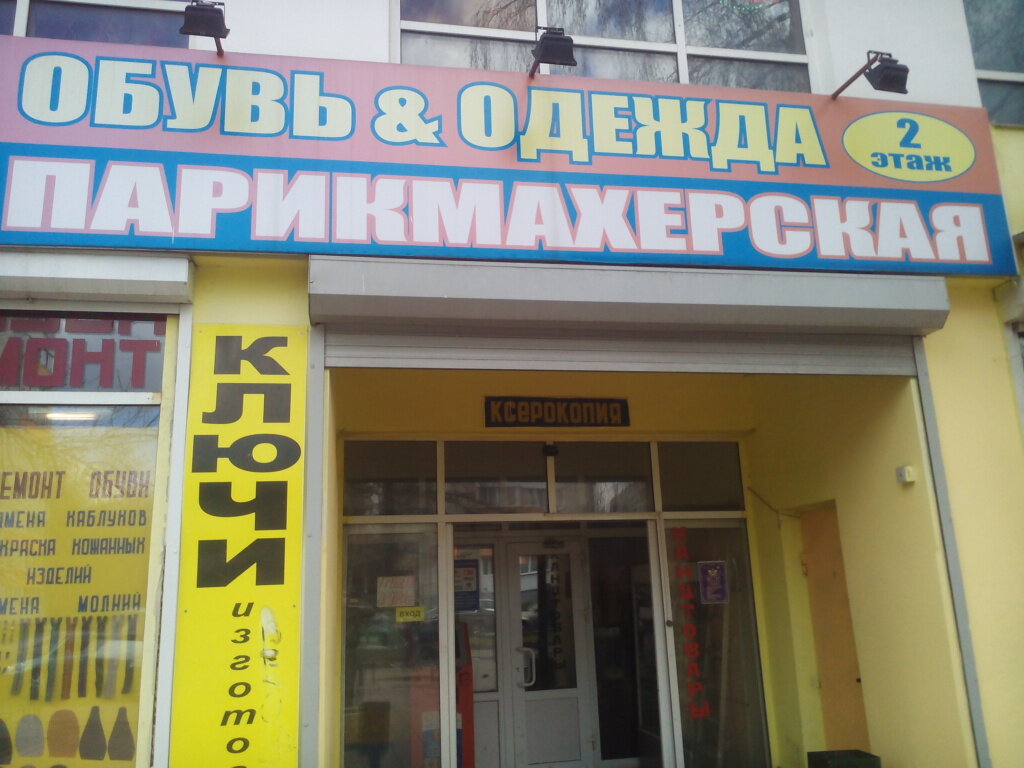 ОБУВЬ & ОДЕЖДА
2
этаж
ПАРИКМАХЕРСКАЯ
КЛЮЧИ
изгото
КСЕРОКОПИЯ
МОНТ
ЕМОНТ ОБУВИ
МЕНА КАБЛУКОВ
КРАСКА КОЖАННЫХ
ИЗДЕЛИЙ
МЕНА МОЛНИЙ
ВХОД
КАНЦТОВАРЫ